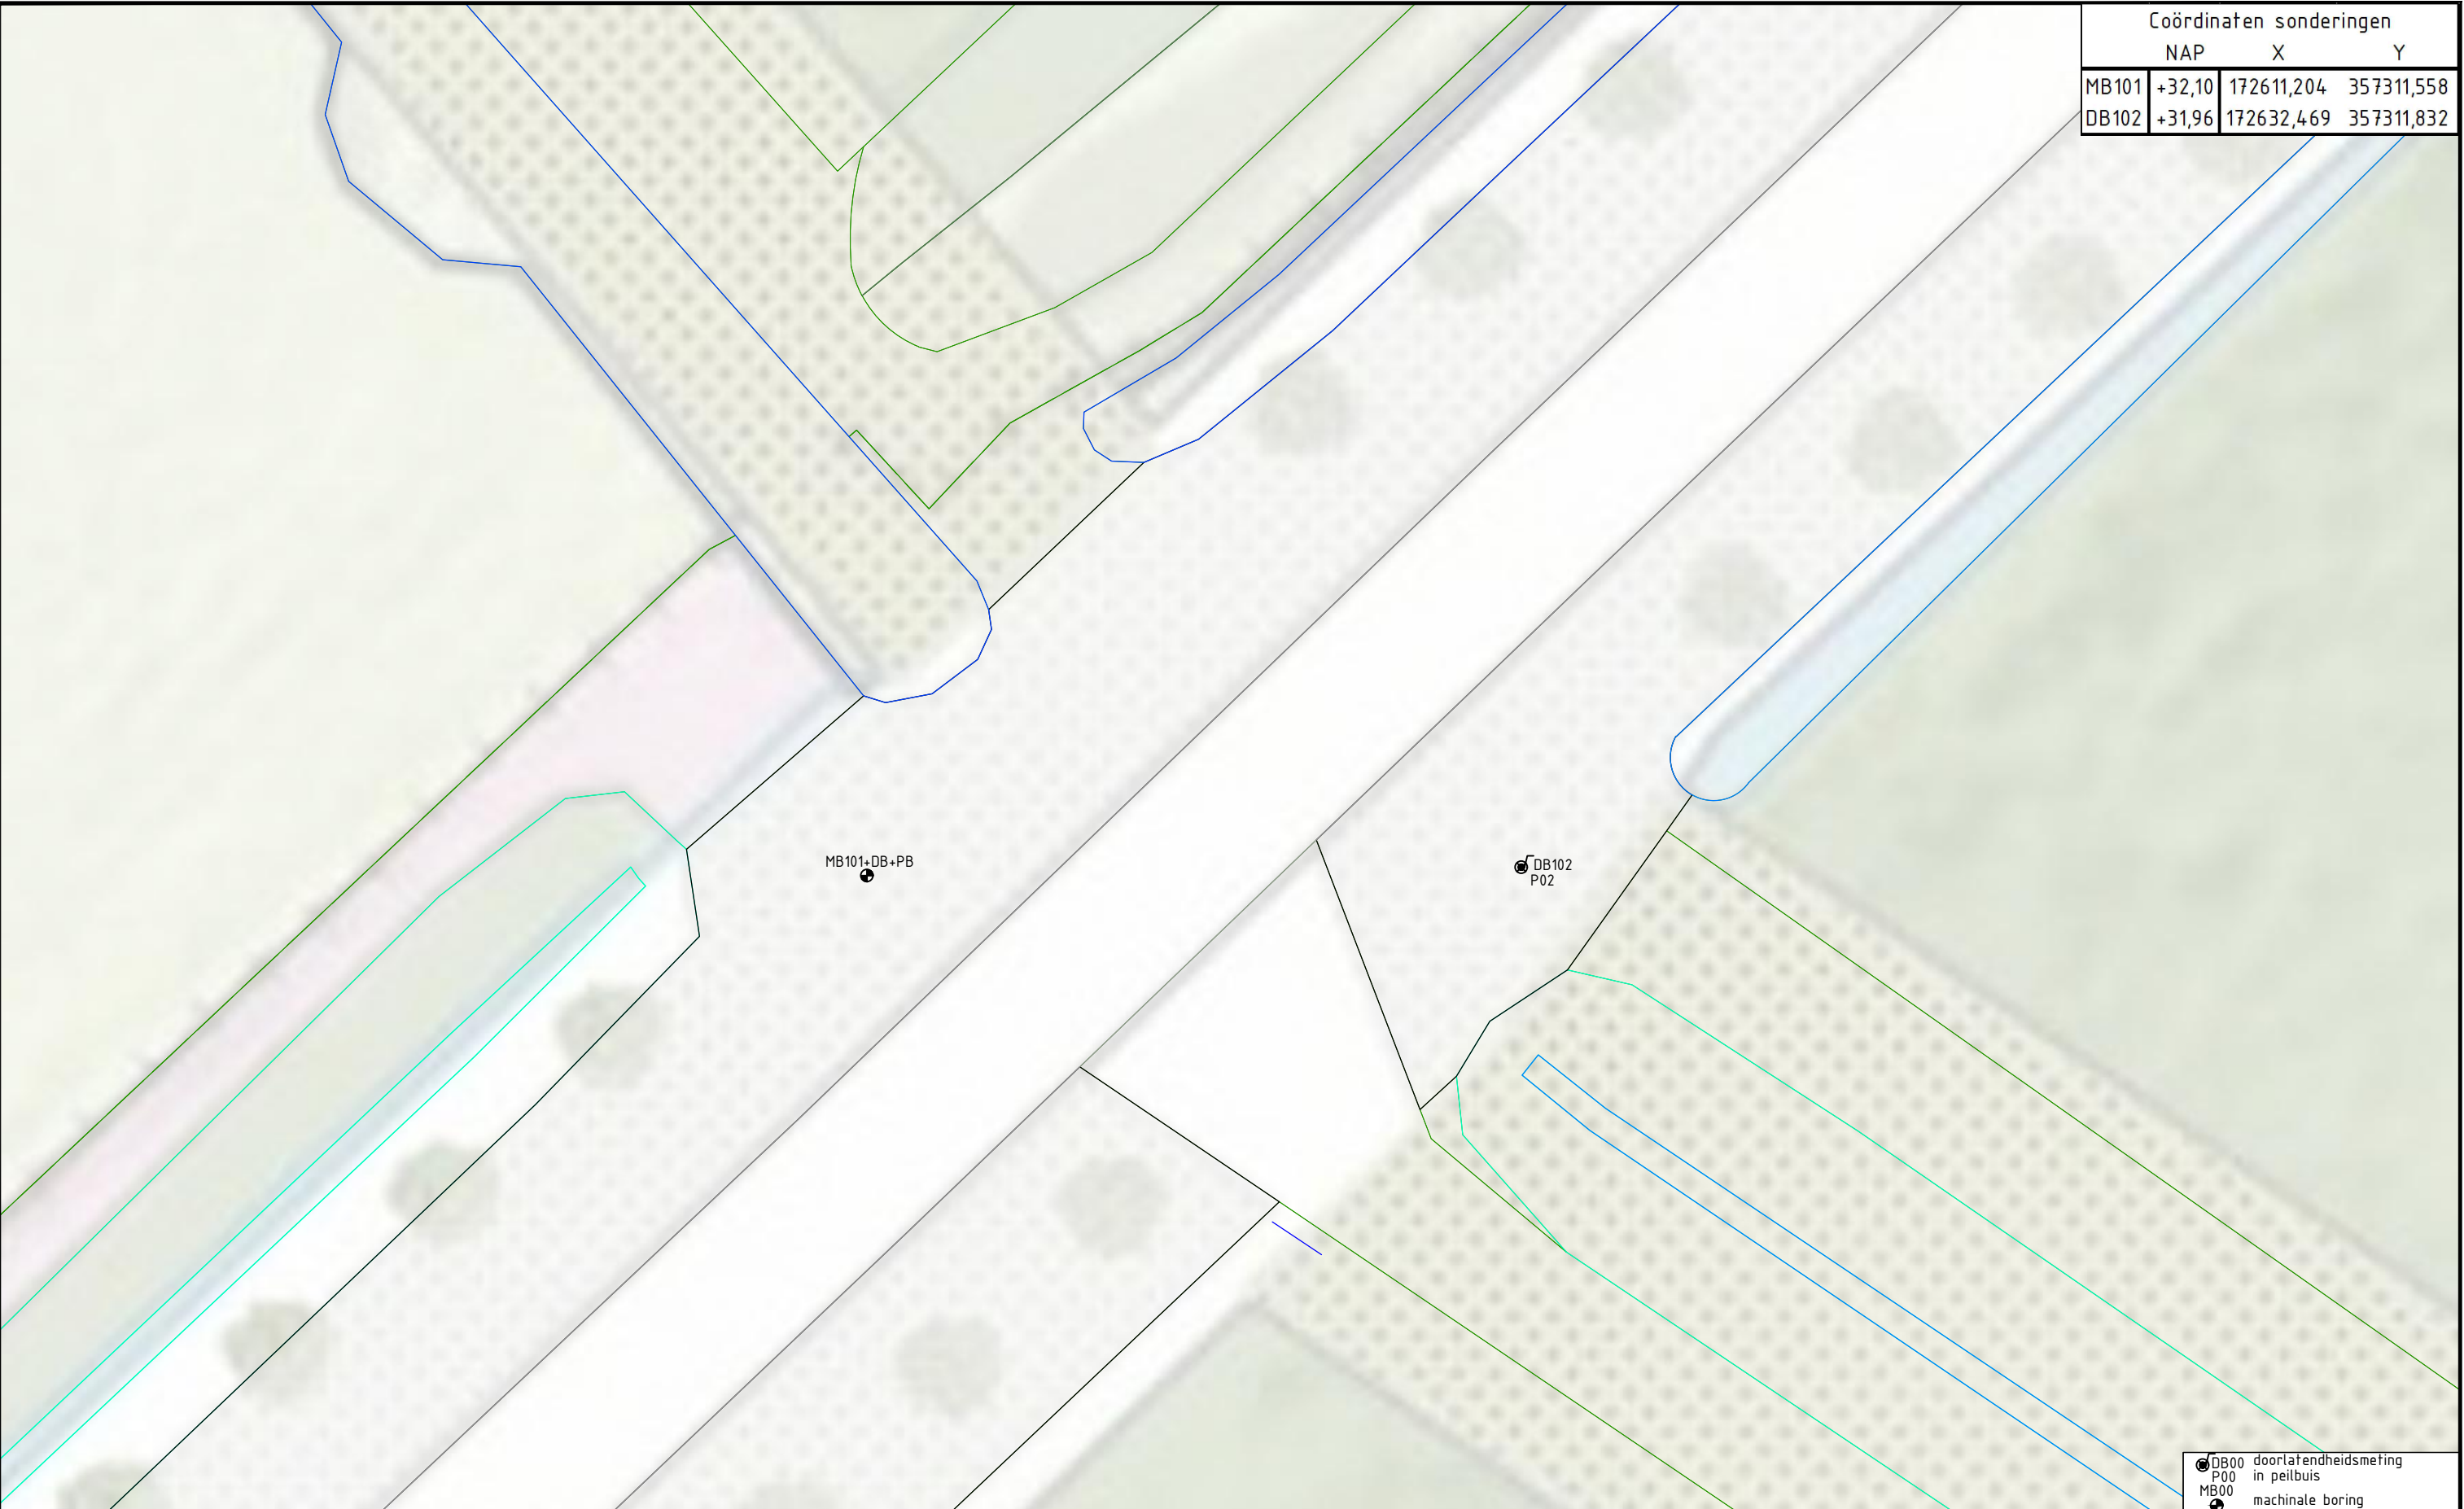 Coördinaten sonderingen
NAP X Y
MB101 +32,10 172611,204 357311,558
DB102 +31,96 172632,469 357311,832
MB101+DB+PB
DB102
P02
DB00 doorlatendheidsmeting
P00 in peilbuis
MB00
machinale boring